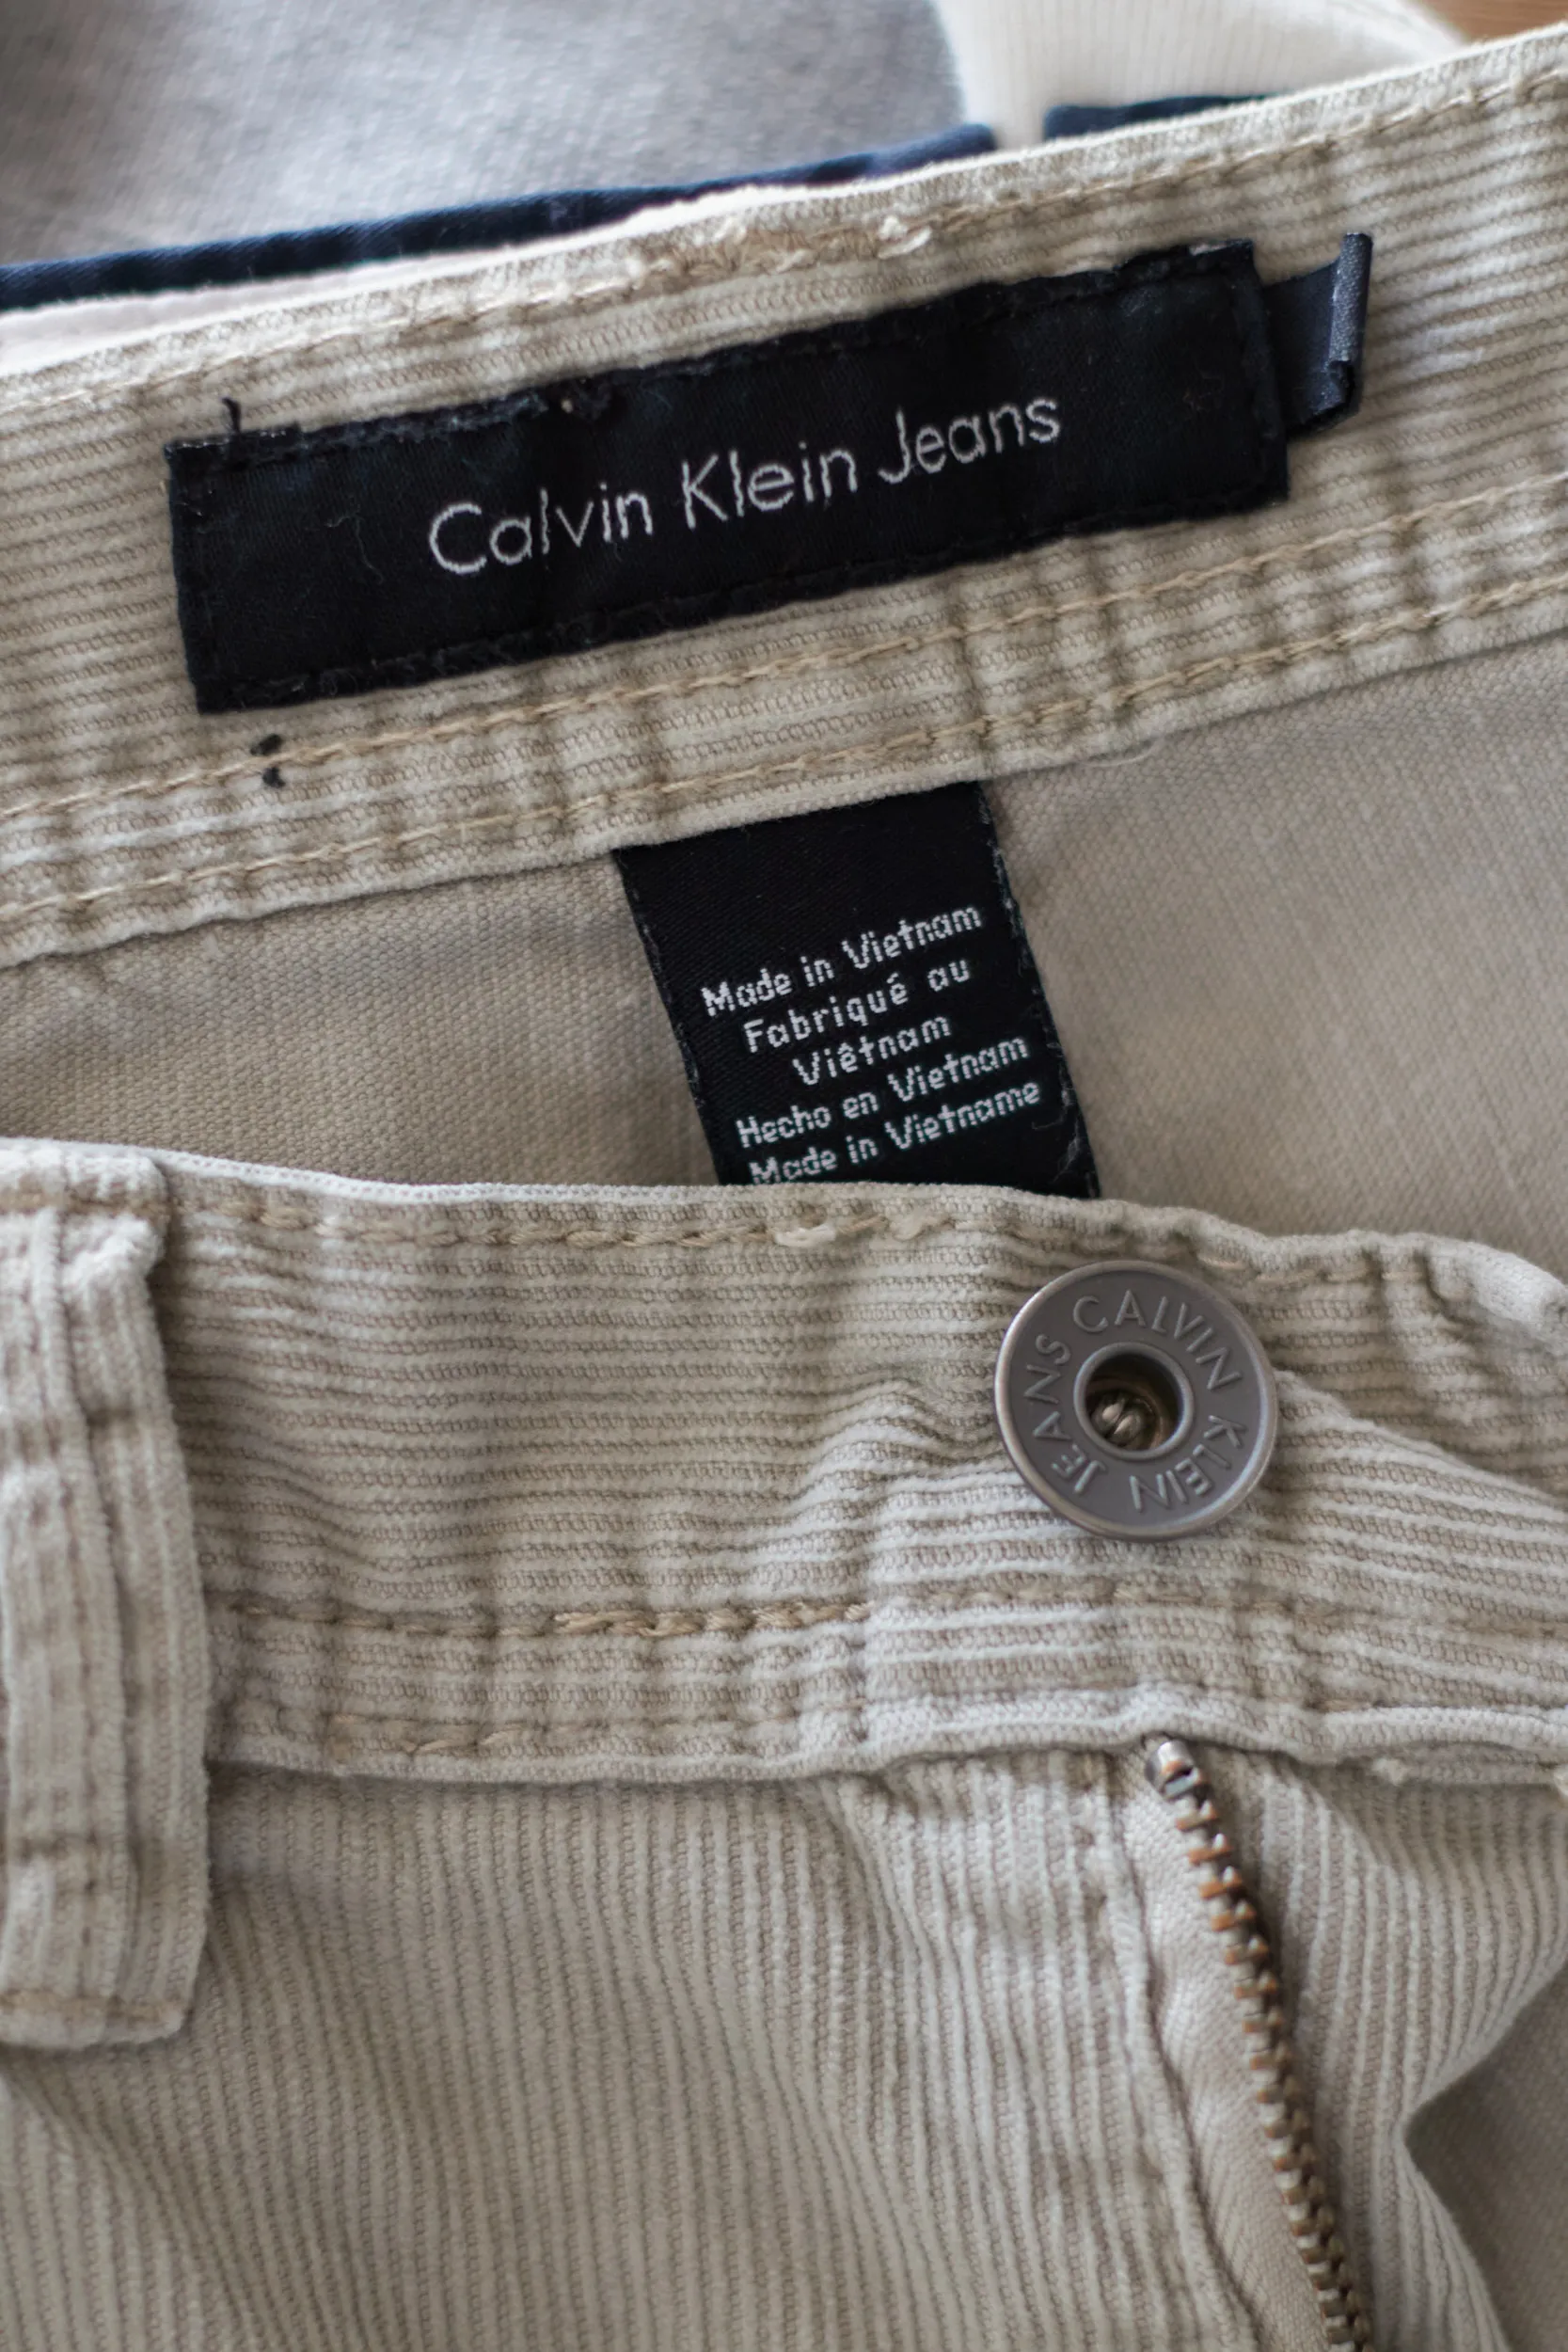 Calvin Klein Jeans
Made in Vietnam
Fabriqué au
Viêtnam
Hecho en Vietnam
Made in Vietname
CALVIN KLEIN JEANS